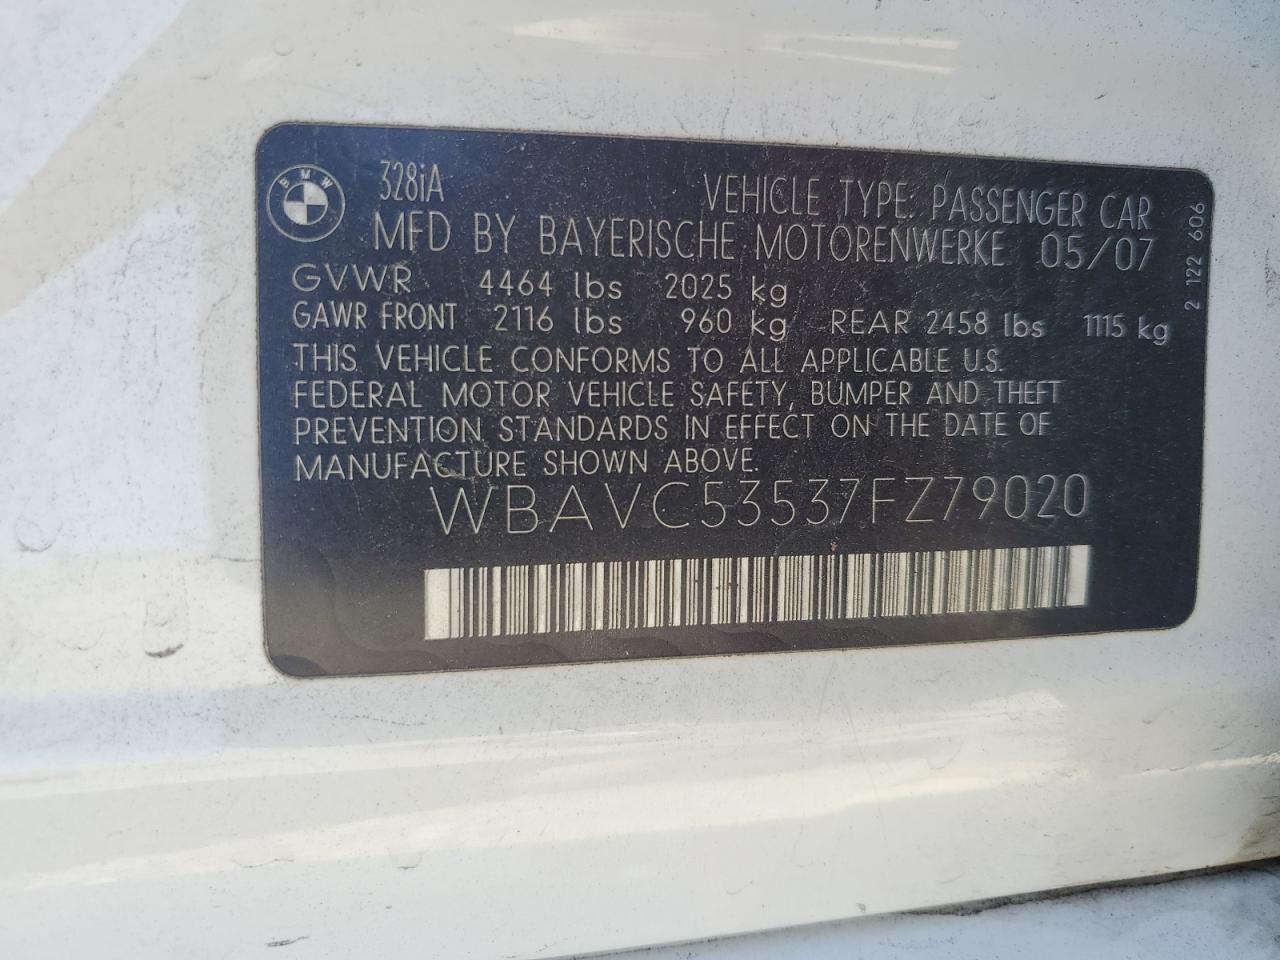 BMW
328iA
VEHICLE TYPE: PASSENGER CAR
MFD BY BAYERISCHE MOTORENWERKE 05/07
GVWR 4464 lbs 2025 kg
GAWR FRONT 2116 lbs 960 kg REAR 2458 lbs 1115 kg
THIS VEHICLE CONFORMS TO ALL APPLICABLE U.S.
FEDERAL MOTOR VEHICLE SAFETY, BUMPER AND THEFT
PREVENTION STANDARDS IN EFFECT ON THE DATE OF
MANUFACTURE SHOWN ABOVE.
WBAVC53537FZ79020
2 122 606